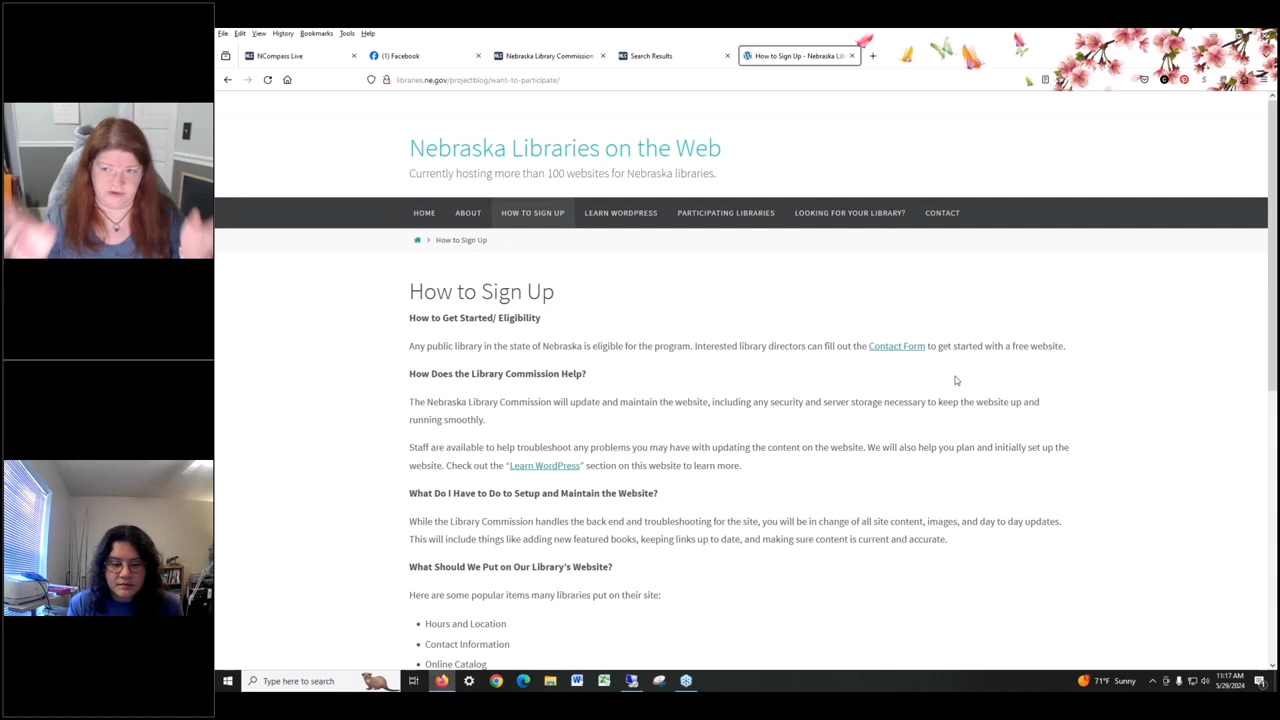 File Edit View History Bookmarks Tools Help
NCompass Live
(1) Facebook
Nebraska Library Commission
Search Results
How to Sign Up - Nebraska Lib
libraries.ne.gov/projectblog/want-to-participate/
Nebraska Libraries on the Web
Currently hosting more than 100 websites for Nebraska libraries.
HOME ABOUT HOW TO SIGN UP LEARN WORDPRESS PARTICIPATING LIBRARIES LOOKING FOR YOUR LIBRARY? CONTACT
How to Sign Up
How to Sign Up
How to Get Started/ Eligibility
Any public library in the state of Nebraska is eligible for the program. Interested library directors can fill out the Contact Form to get started with a free website.
How Does the Library Commission Help?
The Nebraska Library Commission will update and maintain the website, including any security and server storage necessary to keep the website up and
running smoothly.
Staff are available to help troubleshoot any problems you may have with updating the content on the website. We will also help you plan and initially set up the
website. Check out the “Learn WordPress” section on this website to learn more.
What Do I Have to Do to Setup and Maintain the Website?
While the Library Commission handles the back end and troubleshooting for the site, you will be in change of all site content, images, and day to day updates.
This will include things like adding new featured books, keeping links up to date, and making sure content is current and accurate.
What Should We Put on Our Library’s Website?
Here are some popular items many libraries put on their site:
Hours and Location
Contact Information
Online Catalog
Type here to search
71°F Sunny
11:17 AM
5/29/2024